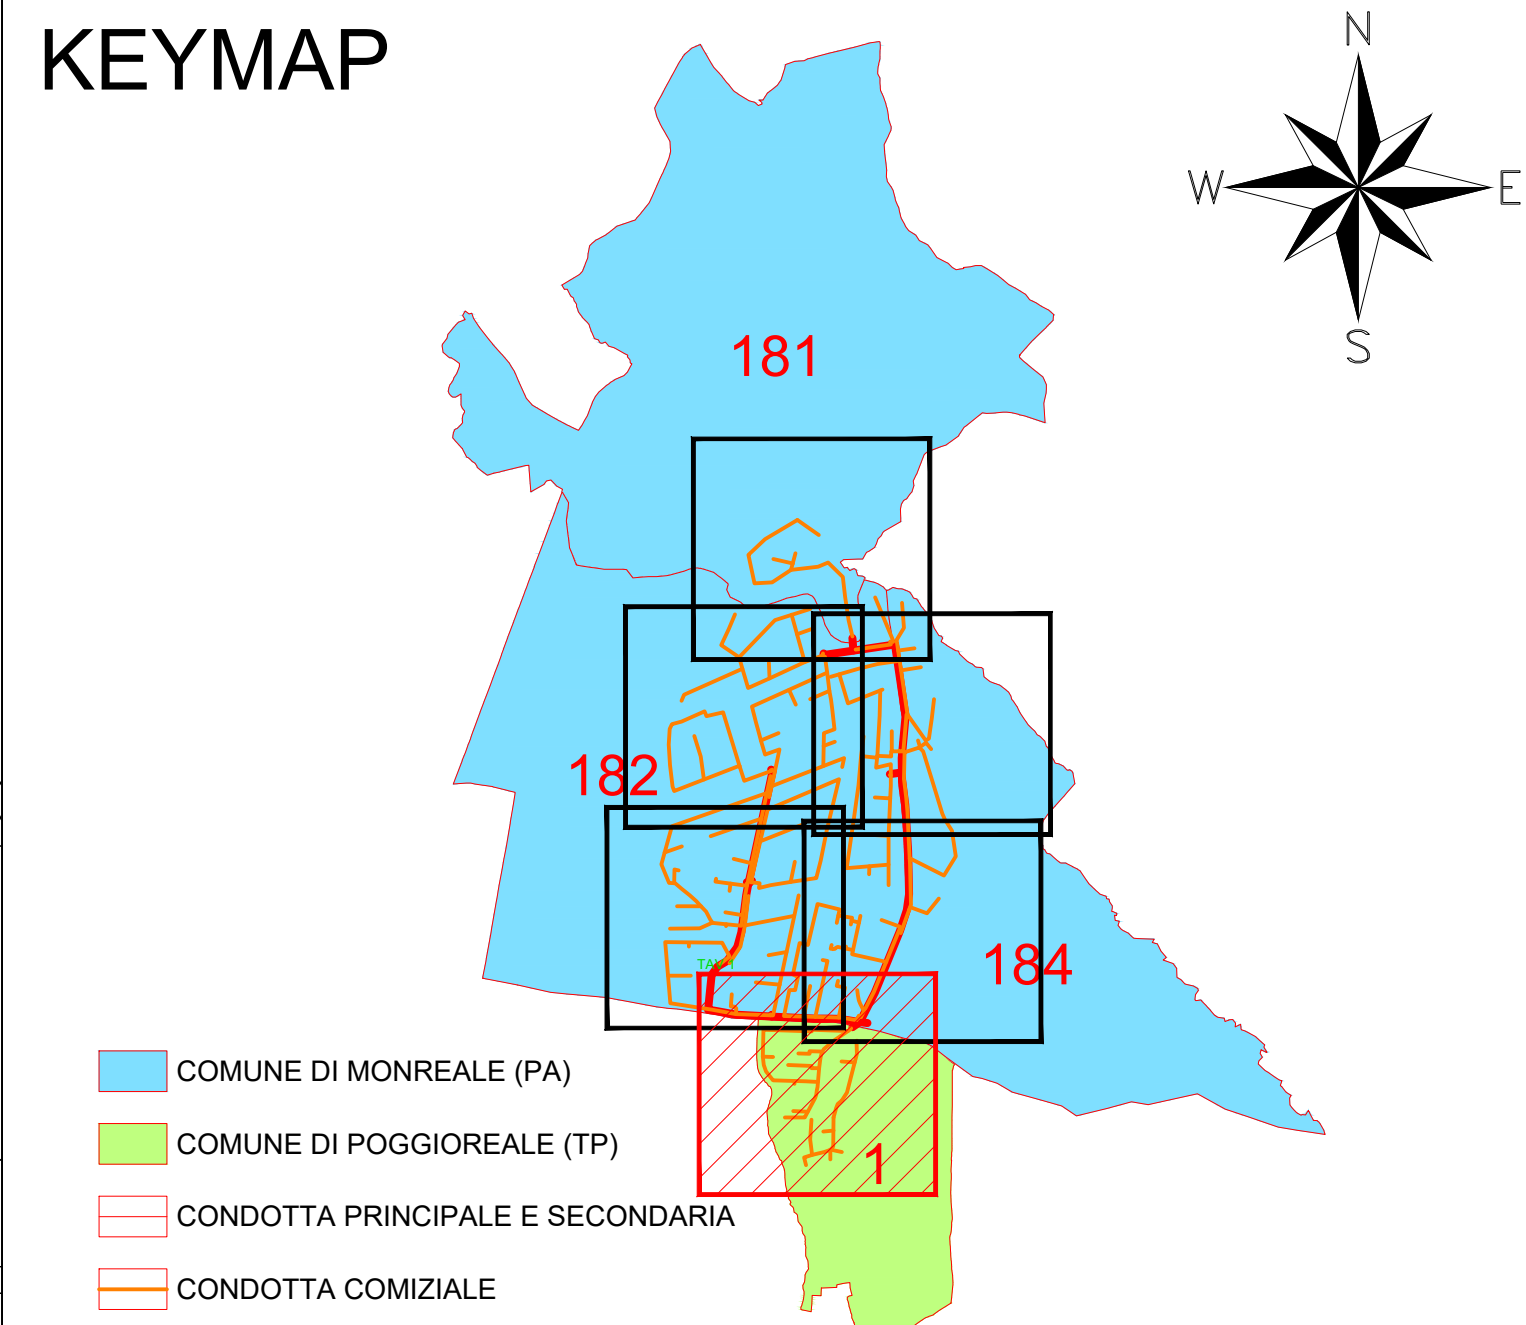 KEYMAP
N
W E
S
181
182
184
1
COMUNE DI MONREALE (PA)
COMUNE DI POGGIOREALE (TP)
CONDOTTA PRINCIPALE E SECONDARIA
CONDOTTA COMIZIALE